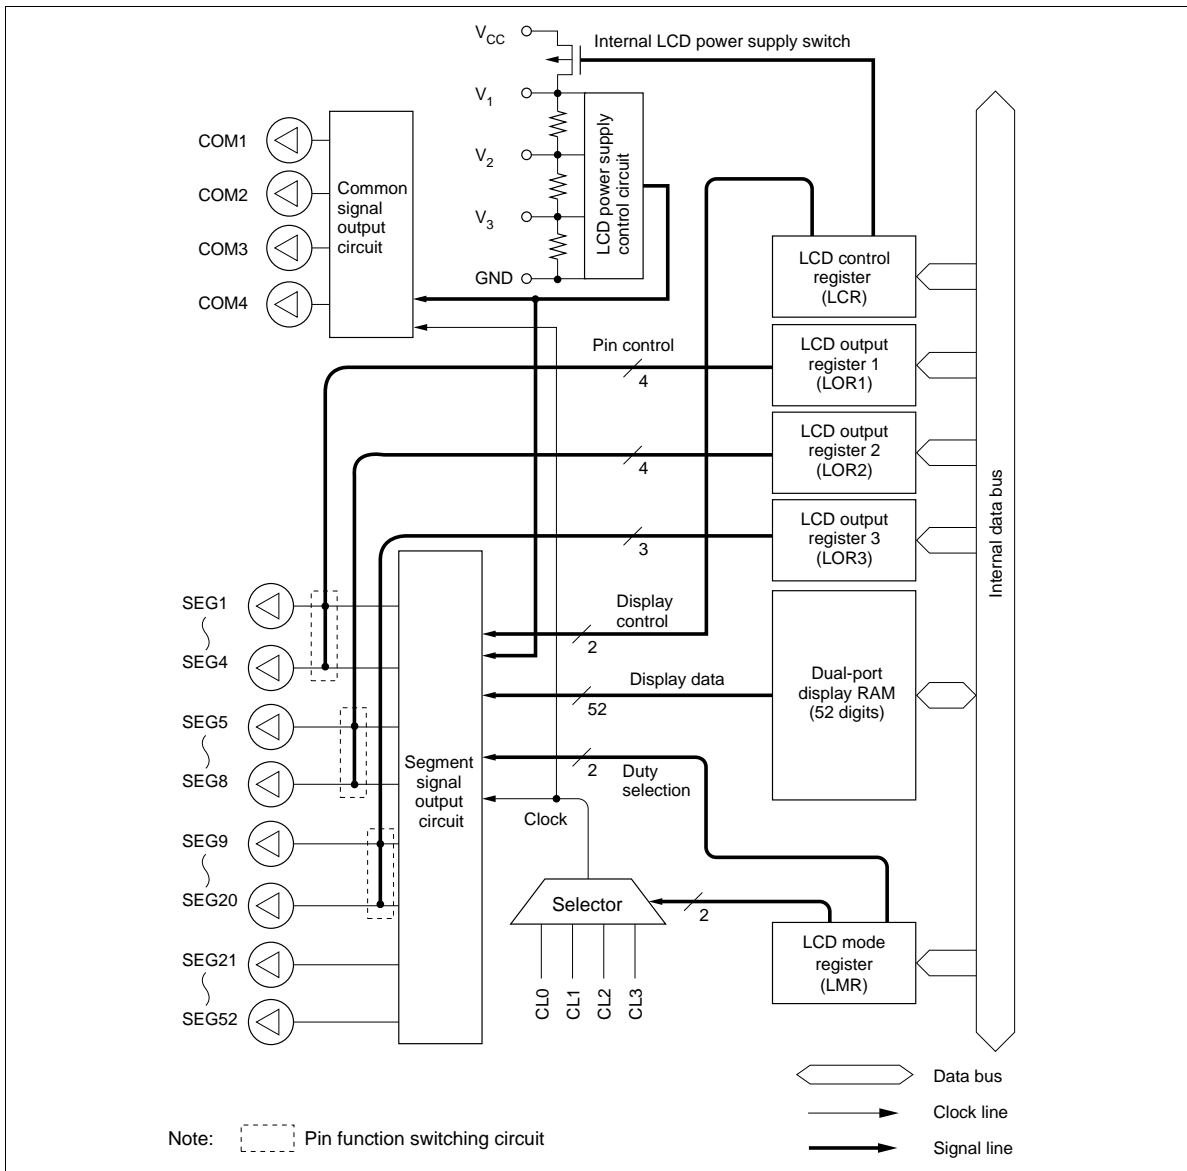 VCC
Internal LCD power supply switch
V1
V2
V3
GND
LCD power supply
control circuit
COM1
COM2
COM3
COM4
Common
signal
output
circuit
LCD control
register
(LCR)
Pin control
4
LCD output
register 1
(LOR1)
4
LCD output
register 2
(LOR2)
3
LCD output
register 3
(LOR3)
Internal data bus
SEG1
SEG4
SEG5
SEG8
SEG9
SEG20
SEG21
SEG52
Segment
signal
output
circuit
Display
control
2
Display data
52
Dual-port
display RAM
(52 digits)
2
Duty
selection
Clock
Selector
2
CL0
CL1
CL2
CL3
LCD mode
register
(LMR)
Data bus
Clock line
Signal line
Note:
Pin function switching circuit